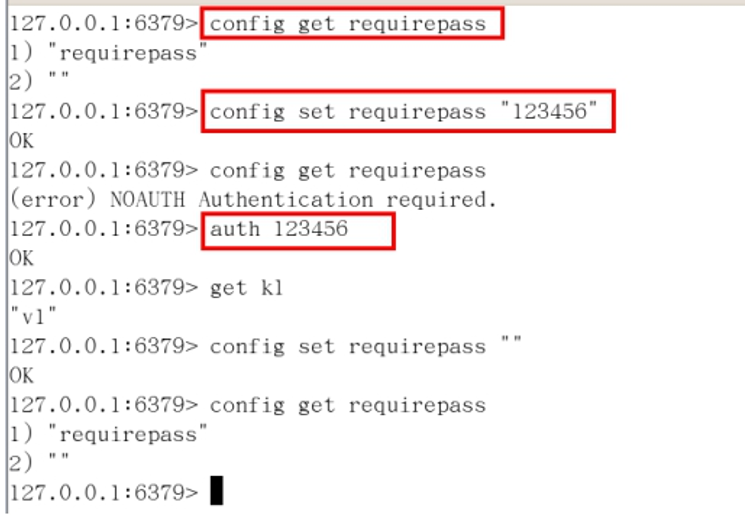 127.0.0.1:6379> config get requirepass
1) "requirepass"
2) ""
127.0.0.1:6379> config set requirepass "123456"
OK
127.0.0.1:6379> config get requirepass
(error) NOAUTH Authentication required.
127.0.0.1:6379> auth 123456
OK
127.0.0.1:6379> get k1
"v1"
127.0.0.1:6379> config set requirepass ""
OK
127.0.0.1:6379> config get requirepass
1) "requirepass"
2) ""
127.0.0.1:6379>